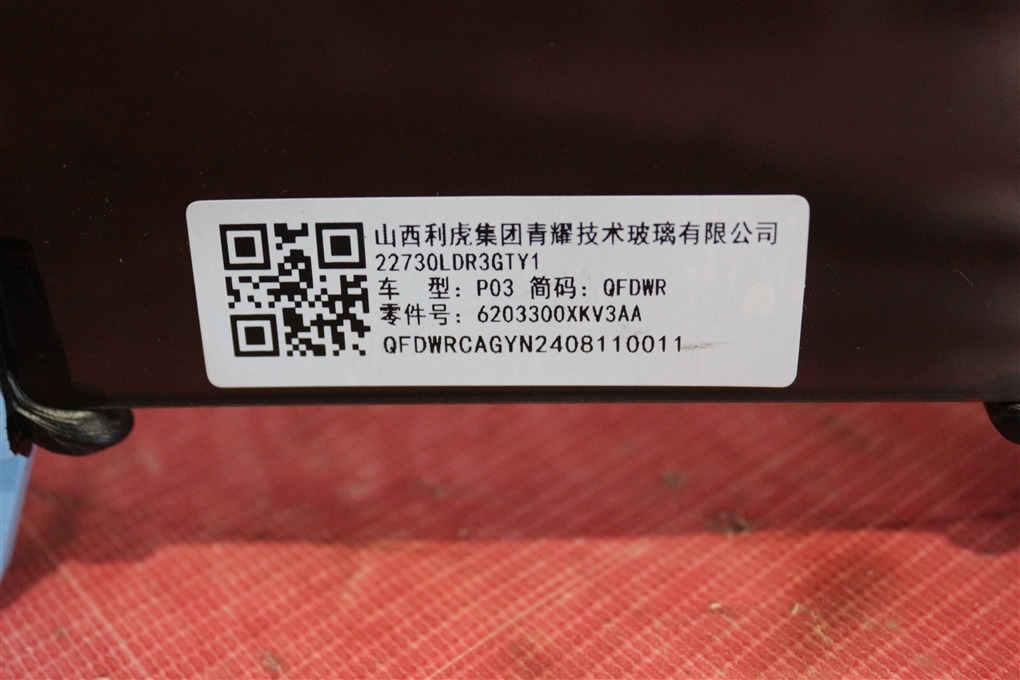 山西利虎集团青耀技术玻璃有限公司
22730LDR3GTY1
车 型: P03 简码: QFDWR
零件号: 6203300XKV3AA
QFDWRCAGYN2408110011